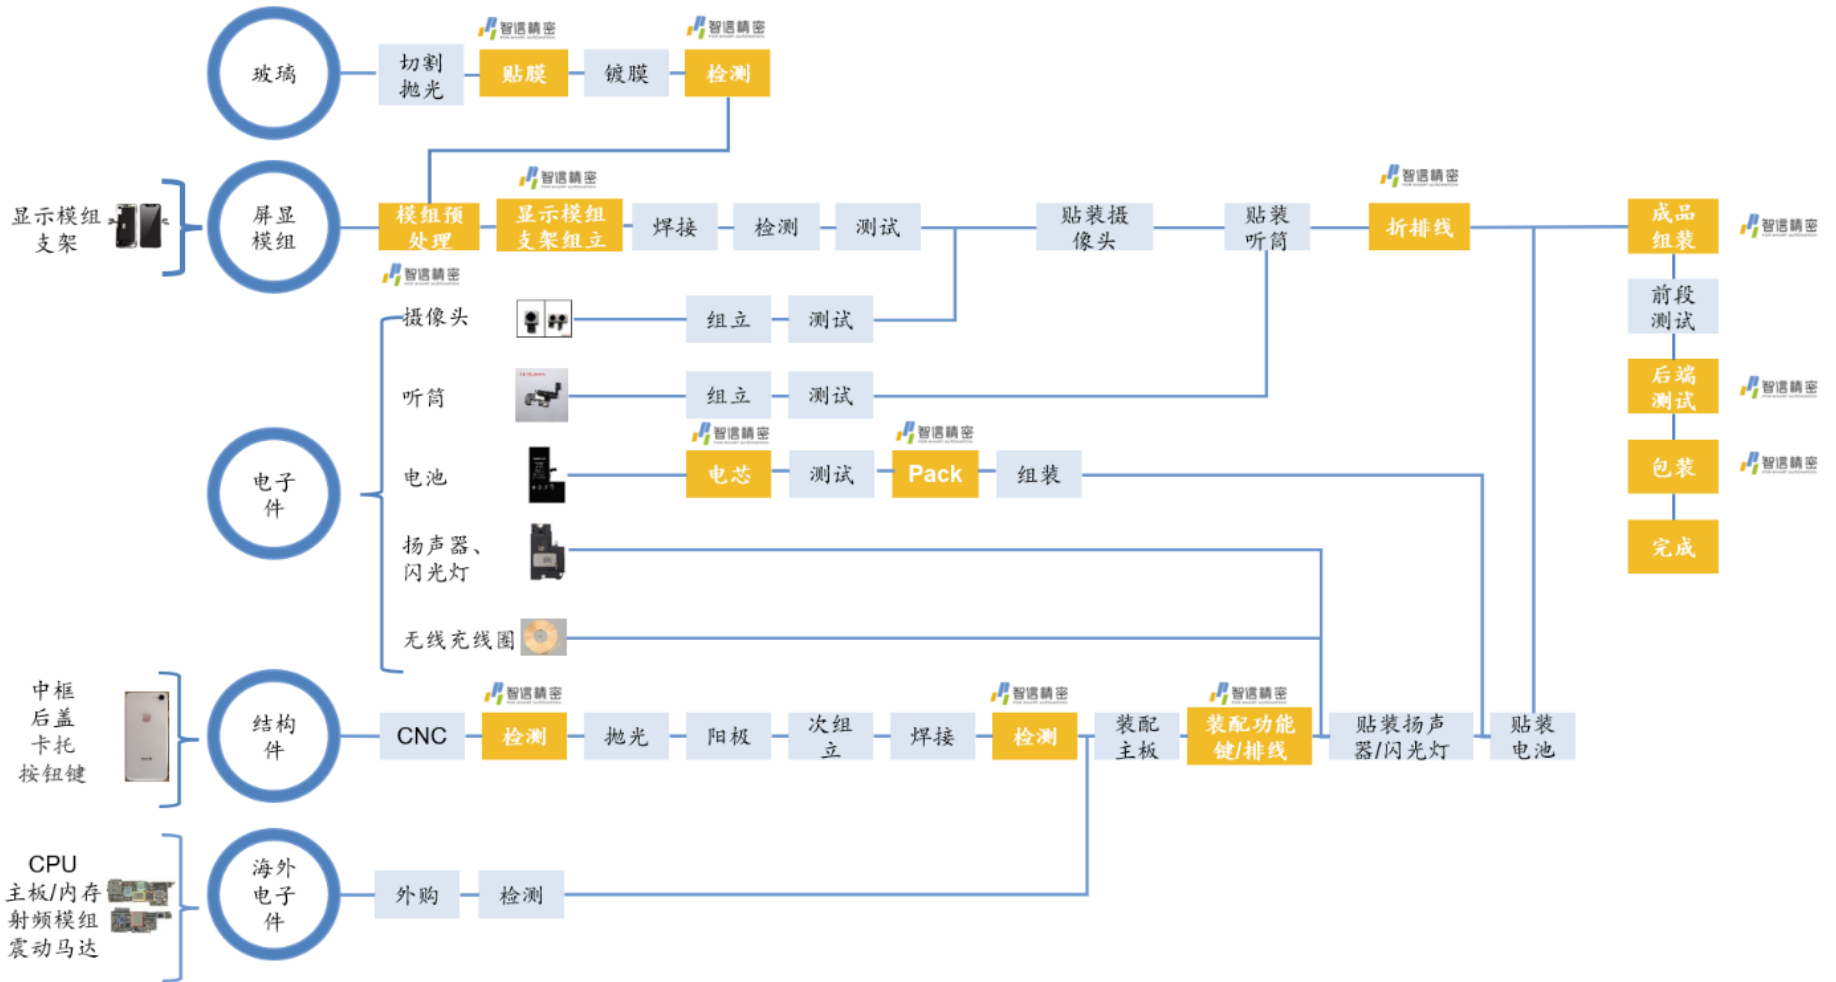 智信精密
智信精密
玻璃
切割
抛光
贴膜
镀膜
检测
智信精密
智信精密
显示模组
支架
屏显
模组
模组预
处理
显示模组
支架组立
焊接
检测
测试
贴装摄
像头
贴装
听筒
折排线
成品
组装
智信精密
智信精密
前段
测试
摄像头
组立
测试
后端
测试
智信精密
听筒
组立
测试
智信精密
智信精密
电子
件
电池
电芯
测试
Pack
组装
包装
智信精密
扬声器、
闪光灯
完成
无线充线圈
智信精密
智信精密
智信精密
中框
后盖
卡托
按钮键
结构
件
CNC
检测
抛光
阳极
次组
立
焊接
检测
装配
主板
装配功能
键/排线
贴装扬声
器/闪光灯
贴装
电池
CPU
主板/内存
射频模组
震动马达
海外
电子
件
外购
检测